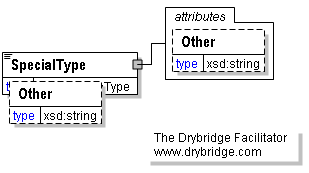 attributes
Other
type xsd:string
SpecialType
Type
Other
type xsd:string
The Drybridge Facilitator
www.drybridge.com